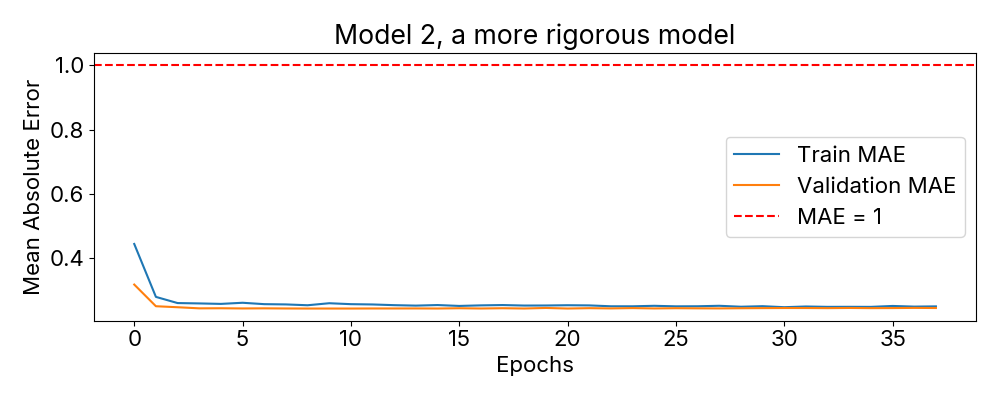 Model 2, a more rigorous model
Mean Absolute Error
1.0
0.8
0.6
0.4
Train MAE
Validation MAE
MAE = 1
0 5 10 15 20 25 30 35
Epochs